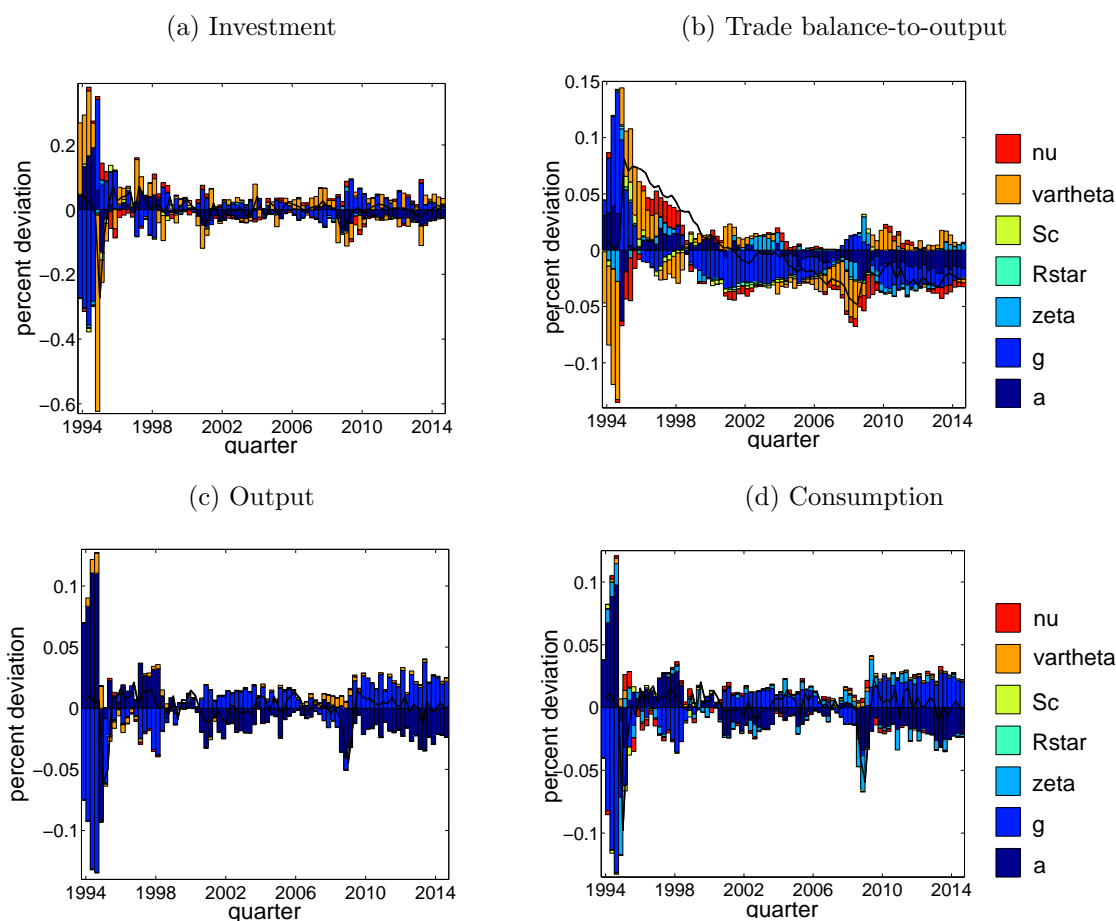 (a) Investment
(b) Trade balance-to-output
percent deviation
0.2
0
−0.2
−0.4
−0.6
1994 1998 2002 2006 2010 2014
quarter
percent deviation
0.15
0.1
0.05
0
−0.05
−0.1
1994 1998 2002 2006 2010 2014
quarter
nu
vartheta
Sc
Rstar
zeta
g
a
(c) Output
(d) Consumption
percent deviation
0.1
0.05
0
−0.05
−0.1
1994 1998 2002 2006 2010 2014
quarter
percent deviation
0.1
0.05
0
−0.05
−0.1
1994 1998 2002 2006 2010 2014
quarter
nu
vartheta
Sc
Rstar
zeta
g
a